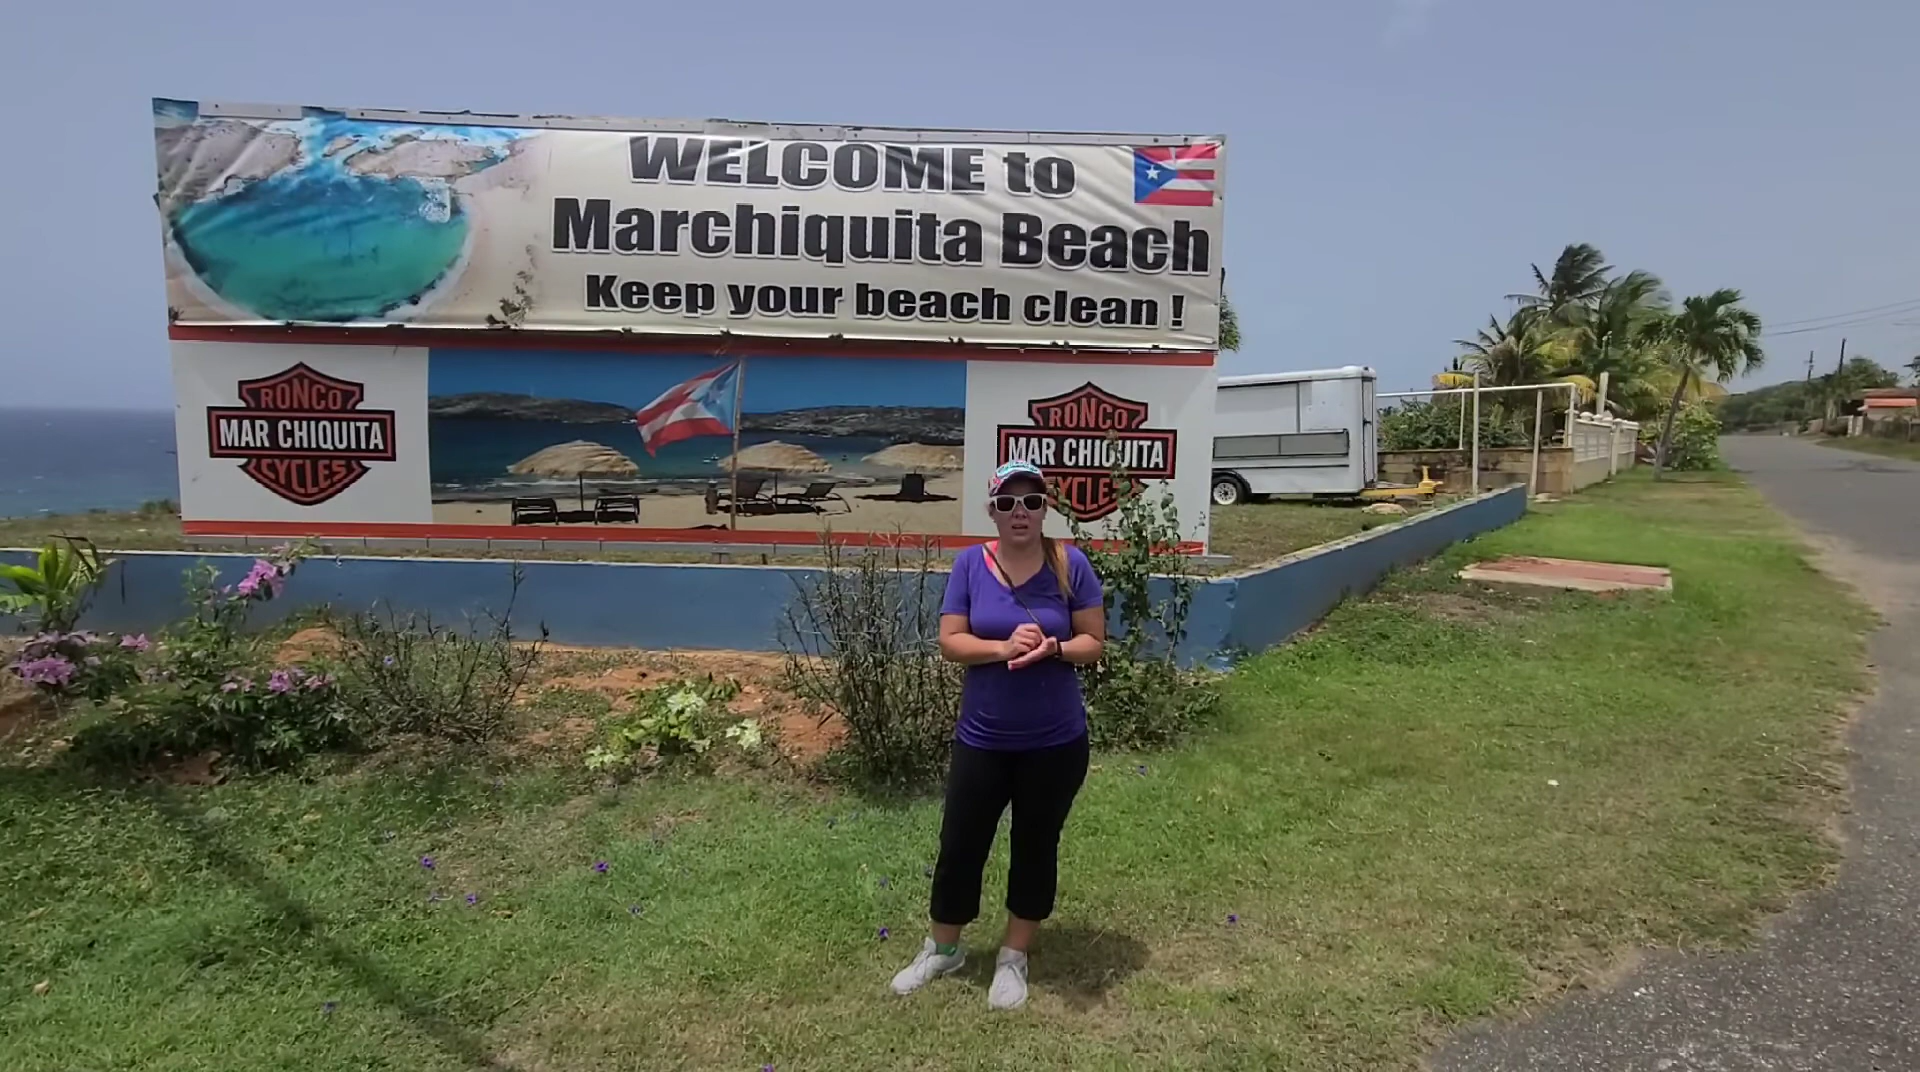 WELCOME to
Marchiquita Beach
Keep your beach clean !
RONCO
MAR CHIQUITA
CYCLES
RONCO
MAR CHIQUITA
CYCLES